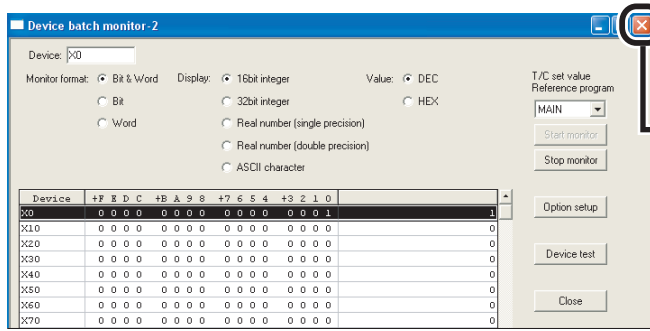 Device batch monitor-2
Device: X0
Monitor format: Bit & Word Display: 16bit integer Value: DEC T/C set value
Bit 32bit integer HEX Reference program
Word Real number (single precision) MAIN
Real number (double precision) Start monitor
ASCII character Stop monitor
Device +F E D C +B A 9 8 +7 6 5 4 +3 2 1 0
X0 0 0 0 0 0 0 0 0 0 0 0 0 0 0 0 1 1
X10 0 0 0 0 0 0 0 0 0 0 0 0 0 0 0 0 0
X20 0 0 0 0 0 0 0 0 0 0 0 0 0 0 0 0 0
X30 0 0 0 0 0 0 0 0 0 0 0 0 0 0 0 0 0
X40 0 0 0 0 0 0 0 0 0 0 0 0 0 0 0 0 0
X50 0 0 0 0 0 0 0 0 0 0 0 0 0 0 0 0 0
X60 0 0 0 0 0 0 0 0 0 0 0 0 0 0 0 0 0
X70 0 0 0 0 0 0 0 0 0 0 0 0 0 0 0 0 0
Option setup
Device test
Close